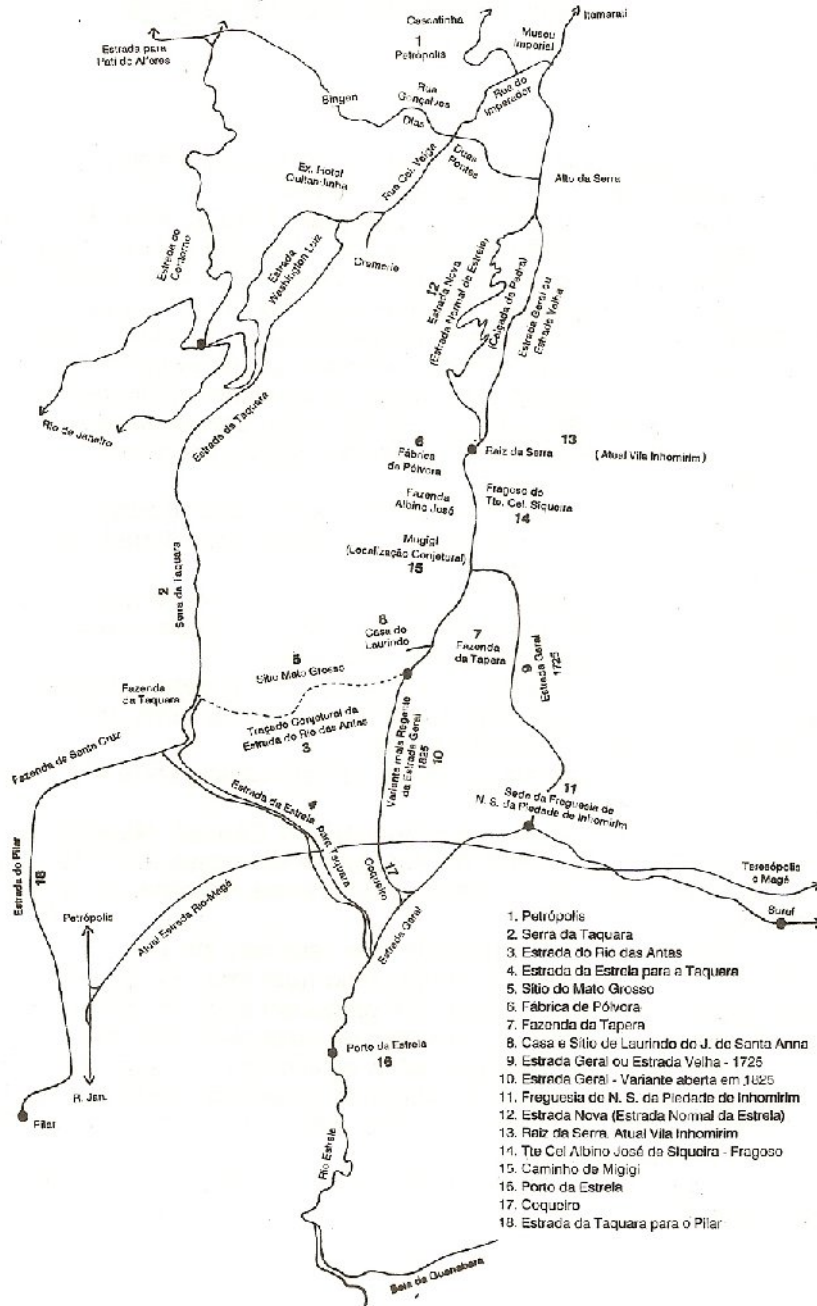 Cascatinha
Itamarati
1
Petrópolis
Museu
Imperial
Estrada para
Pati de Alferes
Rua do
Imperador
Bingen
Rua
Gonçalves
Dias
Duas
Pontes
Rua Cel. Veiga
Alto da Serra
Ex. Hotel
Quitandinha
Cremerie
Estrada do
Contorno
Estrada
Washington Luiz
12
Estrada Nova
(Estrada Normal da Estrela)
(Calçada de Pedra)
Estrada Geral ou
Estrada Velha
Rio de Janeiro
Estrada da Taquara
6
Fábrica
da Pólvora
Raiz da Serra
13
(Atual Vila Inhomirim)
Fazenda
Albino José
Fragoso do
Tte. Cel. Siqueira
14
Mugigi
(Localização Conjetural)
15
2
Serra da Taquara
8
Casa do
Laurindo
7
Fazenda
da Tapera
9
Estrada Geral
1725
5
Sítio Mato Grosso
Fazenda
da Taquara
Traçado Conjetural da
Estrada do Rio das Antas
3
Variante mais Regente
da Estrada Geral
1825
10
Fazenda de Santa Cruz
4
Estrada da Estrela para Taquara
11
Sede da Freguesia de
N. S. da Piedade de Inhomirim
Estrada do Pilar
18
Coqueiro
17
Teresópolis
e Magé
Suruí
Petrópolis
Atual Estrada Rio-Magé
Estrada Geral
R. Jan.
Pilar
Porto da Estrela
16
Rio Estrela
Baia da Guanabara
1. Petrópolis
2. Serra da Taquara
3. Estrada do Rio das Antas
4. Estrada da Estrela para a Taquara
5. Sítio do Mato Grosso
6. Fábrica de Pólvora
7. Fazenda da Tapera
8. Casa e Sítio de Laurindo de J. de Santa Anna
9. Estrada Geral ou Estrada Velha - 1725
10. Estrada Geral - Variante aberta em 1825
11. Freguesia de N. S. da Piedade de Inhomirim
12. Estrada Nova (Estrada Normal da Estrela)
13. Raiz da Serra. Atual Vila Inhomirim
14. Tte Cel Albino José de Siqueira - Fragoso
15. Caminho de Migigi
16. Porto da Estrela
17. Coqueiro
18. Estrada da Taquara para o Pilar